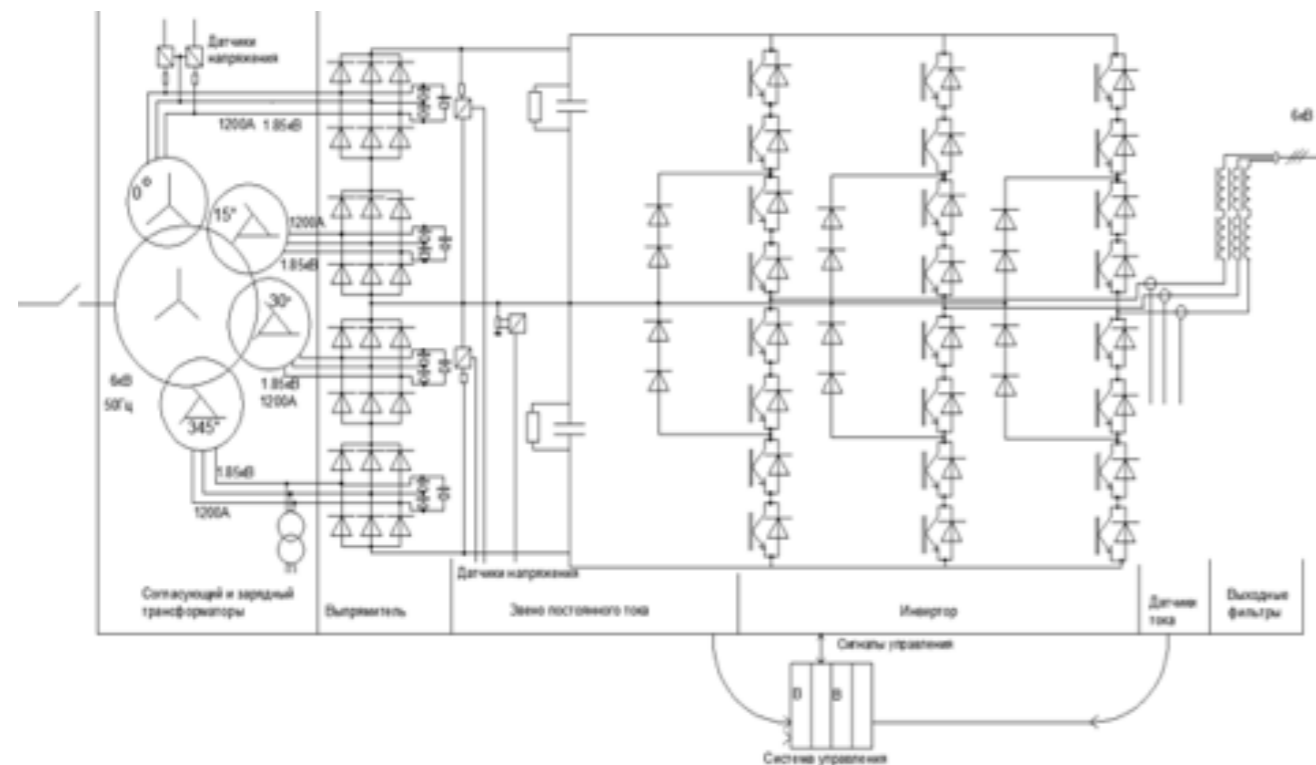 Датчики
напряжения
6кВ
1200А 1.85кВ
0°
15°
1200А
1.85кВ
30°
1.85кВ
1200А
6кВ
50Гц
345°
1.85кВ
1200А
Датчики напряжения
Согласующий и зарядный
трансформаторы
Выпрямитель
Звено постоянного тока
Инвертор
Датчики
тока
Выходные
фильтры
Сигналы управления
В В
Система управления